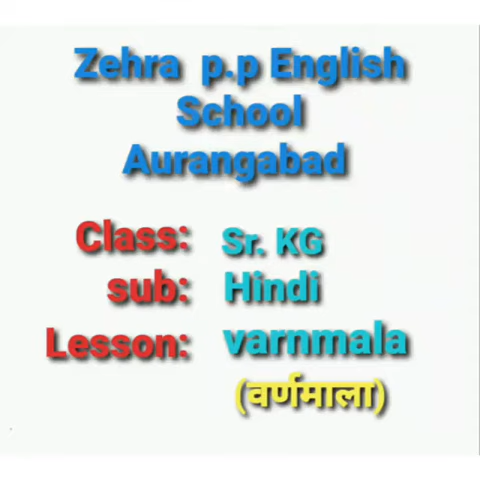 Zehra p.p English
School
Aurangabad
Class: Sr. KG
sub: Hindi
Lesson: varnmala
(वर्णमाला)